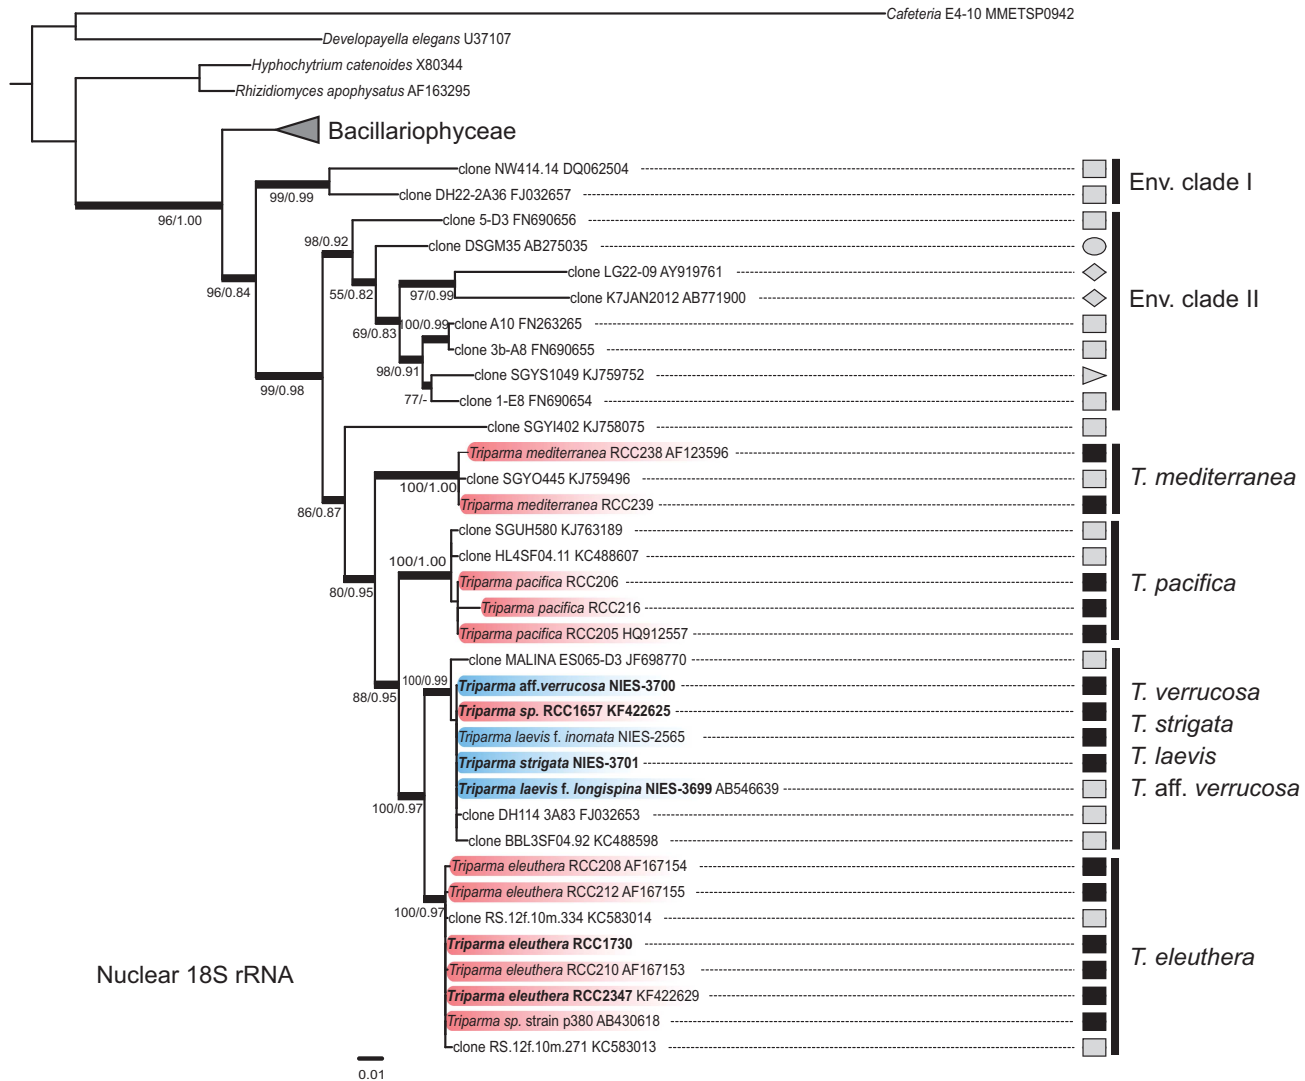 Cafeteria E4-10 MMETSP0942
Developayella elegans U37107
Hyphochytrium catenoides X80344
Rhizidiomyces apophysatus AF163295
Bacillariophyceae
clone NW414.14 DQ062504
99/0.99
clone DH22-2A36 FJ032657
Env. clade I
96/1.00
clone 5-D3 FN690656
98/0.92
clone DSGM35 AB275035
96/0.84
55/0.82
clone LG22-09 AY919761
97/0.99
clone K7JAN2012 AB771900
Env. clade II
69/0.83
100/0.99
clone A10 FN263265
clone 3b-A8 FN690655
98/0.91
clone SGYS1049 KJ759752
99/0.98
77/-
clone 1-E8 FN690654
clone SGYI402 KJ758075
Triparma mediterranea RCC238 AF123596
clone SGYO445 KJ759496
100/1.00
Triparma mediterranea RCC239
T. mediterranea
86/0.87
clone SGUH580 KJ763189
clone HL4SF04.11 KC488607
100/1.00
Triparma pacifica RCC206
80/0.95
Triparma pacifica RCC216
Triparma pacifica RCC205 HQ912557
T. pacifica
clone MALINA ES065-D3 JF698770
100/0.99
88/0.95
Triparma aff.verrucosa NIES-3700
Triparma sp. RCC1657 KF422625
Triparma laevis f. inornata NIES-2565
Triparma strigata NIES-3701
Triparma laevis f. longispina NIES-3699 AB546639
clone DH114 3A83 FJ032653
clone BBL3SF04.92 KC488598
T. verrucosa
T. strigata
T. laevis
T. aff. verrucosa
100/0.97
Triparma eleuthera RCC208 AF167154
Triparma eleuthera RCC212 AF167155
100/0.97
clone RS.12f.10m.334 KC583014
Triparma eleuthera RCC1730
Triparma eleuthera RCC210 AF167153
Triparma eleuthera RCC2347 KF422629
Triparma sp. strain p380 AB430618
clone RS.12f.10m.271 KC583013
T. eleuthera
Nuclear 18S rRNA
0.01